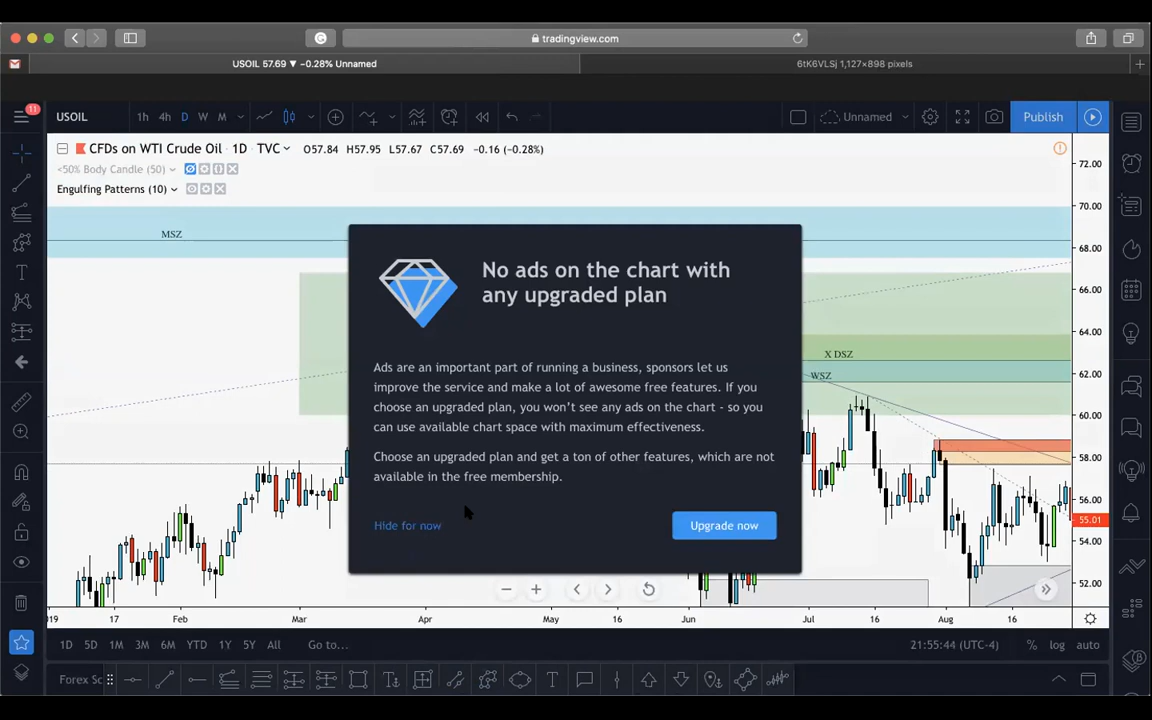 tradingview.com
USOIL 57.69 ▼ −0.28% Unnamed
6tK6VLSj 1,127×898 pixels
11
USOIL
1h 4h D W M
Unnamed
Publish
CFDs on WTI Crude Oil 1D TVC
O57.84 H57.95 L57.67 C57.69 −0.16 (−0.28%)
<50% Body Candle (50)
Engulfing Patterns (10)
MSZ
No ads on the chart with
any upgraded plan
Ads are an important part of running a business, sponsors let us
improve the service and make a lot of awesome free features. If you
choose an upgraded plan, you won't see any ads on the chart - so you
can use available chart space with maximum effectiveness.
Choose an upgraded plan and get a ton of other features, which are not
available in the free membership.
Hide for now
Upgrade now
X DSZ
WSZ
72.00
70.00
68.00
66.00
64.00
62.00
60.00
58.00
56.00
55.01
54.00
52.00
19 17 Feb Mar Apr May Jun Jul 16 Aug 16
1D 5D 1M 3M 6M YTD 1Y 5Y All Go to...
21:55:44 (UTC-4) % log auto
Forex Sc